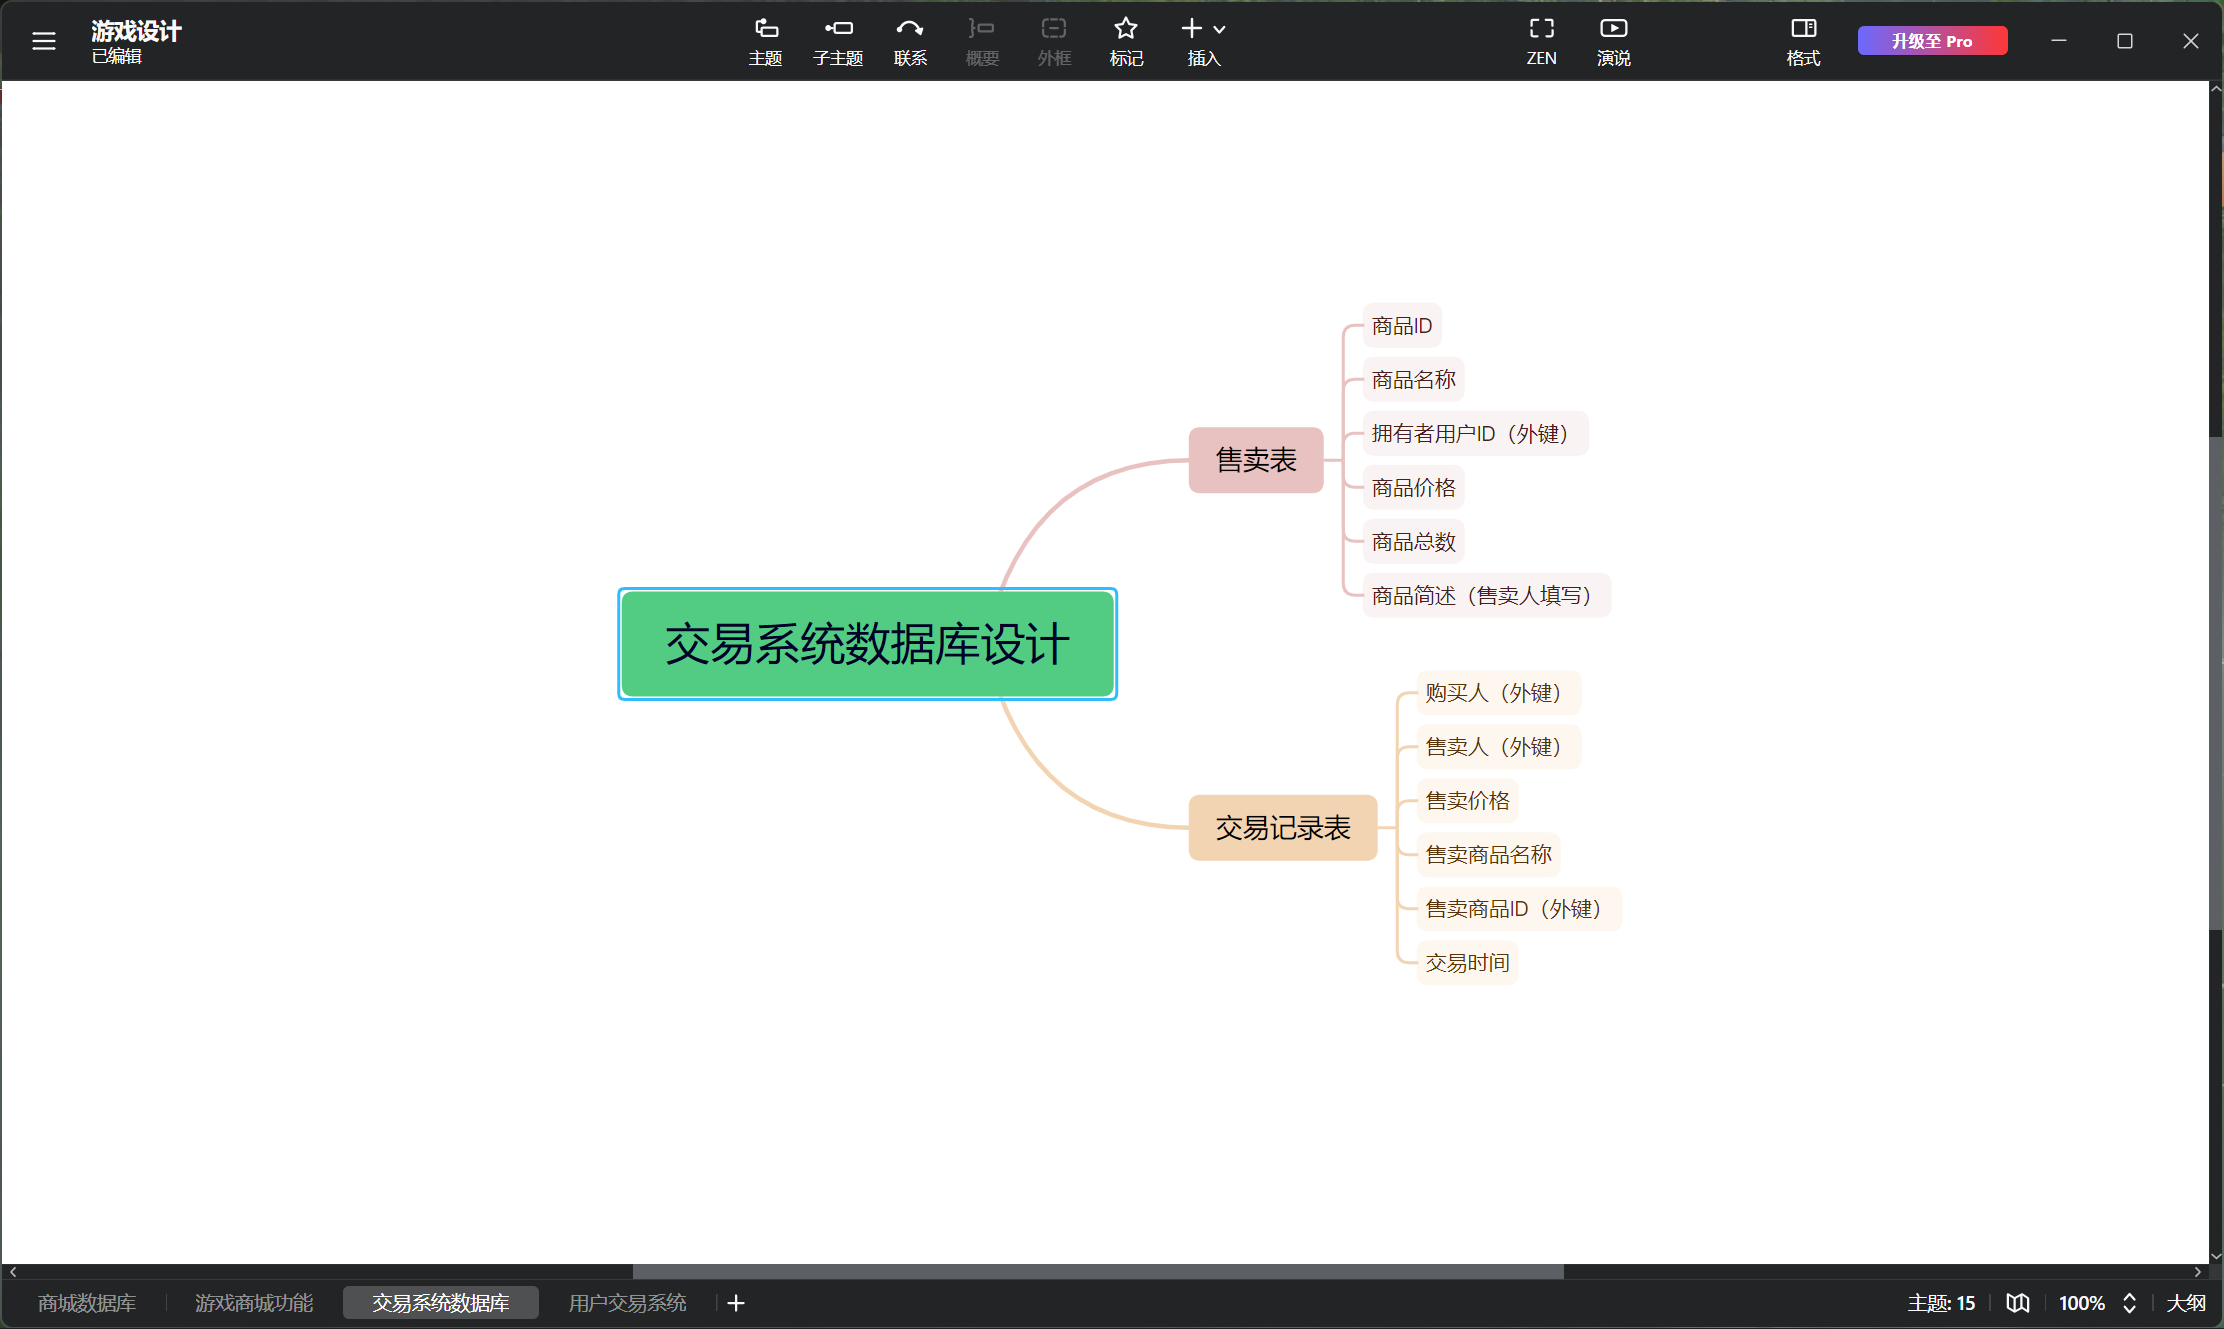 游戏设计
已编辑
主题
子主题
联系
概要
外框
标记
插入
ZEN
演说
格式
升级至 Pro
商品ID
商品名称
拥有者用户ID（外键）
售卖表
商品价格
商品总数
商品简述（售卖人填写）
交易系统数据库设计
购买人（外键）
售卖人（外键）
售卖价格
交易记录表
售卖商品名称
售卖商品ID（外键）
交易时间
商城数据库
游戏商城功能
交易系统数据库
用户交易系统
主题: 15
100%
大纲